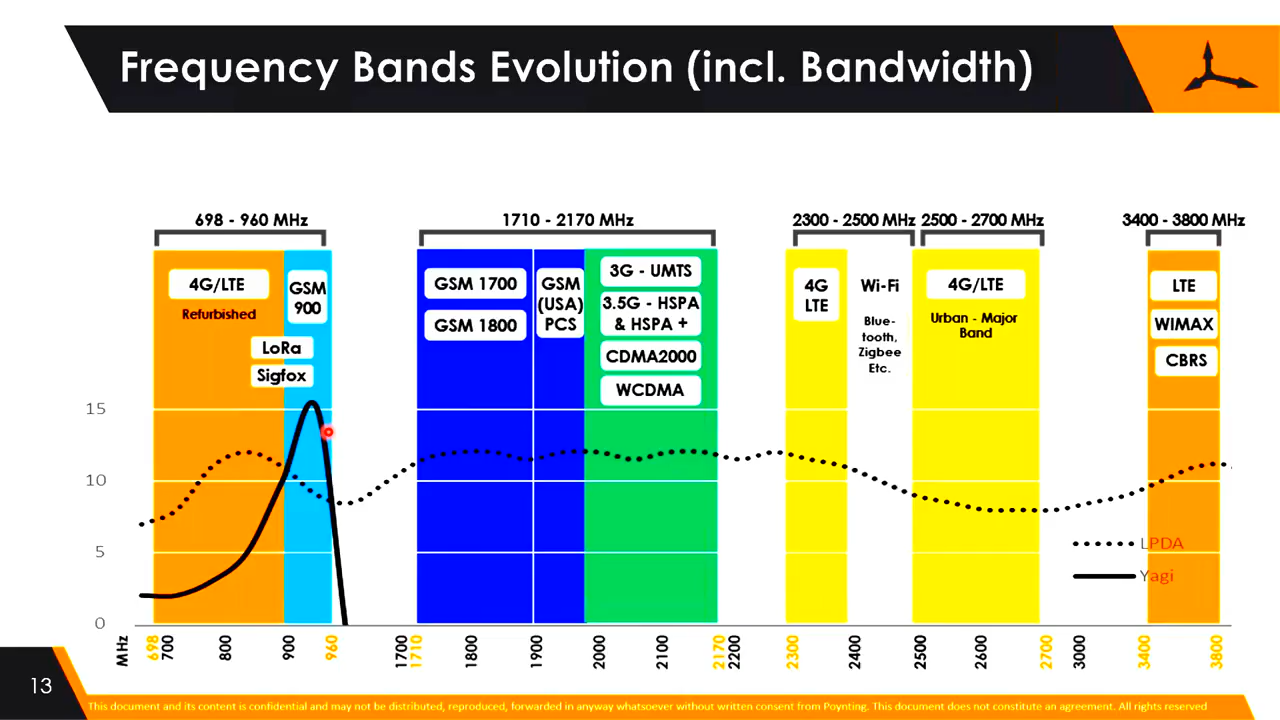 Frequency Bands Evolution (incl. Bandwidth)
698 - 960 MHz
1710 - 2170 MHz
2300 - 2500 MHz
2500 - 2700 MHz
3400 - 3800 MHz
4G/LTE
Refurbished
GSM
900
LoRa
Sigfox
GSM 1700
GSM 1800
GSM
(USA)
PCS
3G - UMTS
3.5G - HSPA
& HSPA +
CDMA2000
WCDMA
4G
LTE
Wi-Fi
Blue-
tooth,
Zigbee
Etc.
4G/LTE
Urban - Major
Band
LTE
WIMAX
CBRS
15
10
5
0
LPDA
Yagi
MHz
698
700
800
900
960
1700
1710
1800
1900
2000
2100
2170
2200
2300
2400
2500
2600
2700
3000
3400
3800
13
This document and its content is confidential and may not be distributed, reproduced, forwarded in anyway whatsoever without written consent from Poynting. This document does not constitute an agreement. All rights reserved